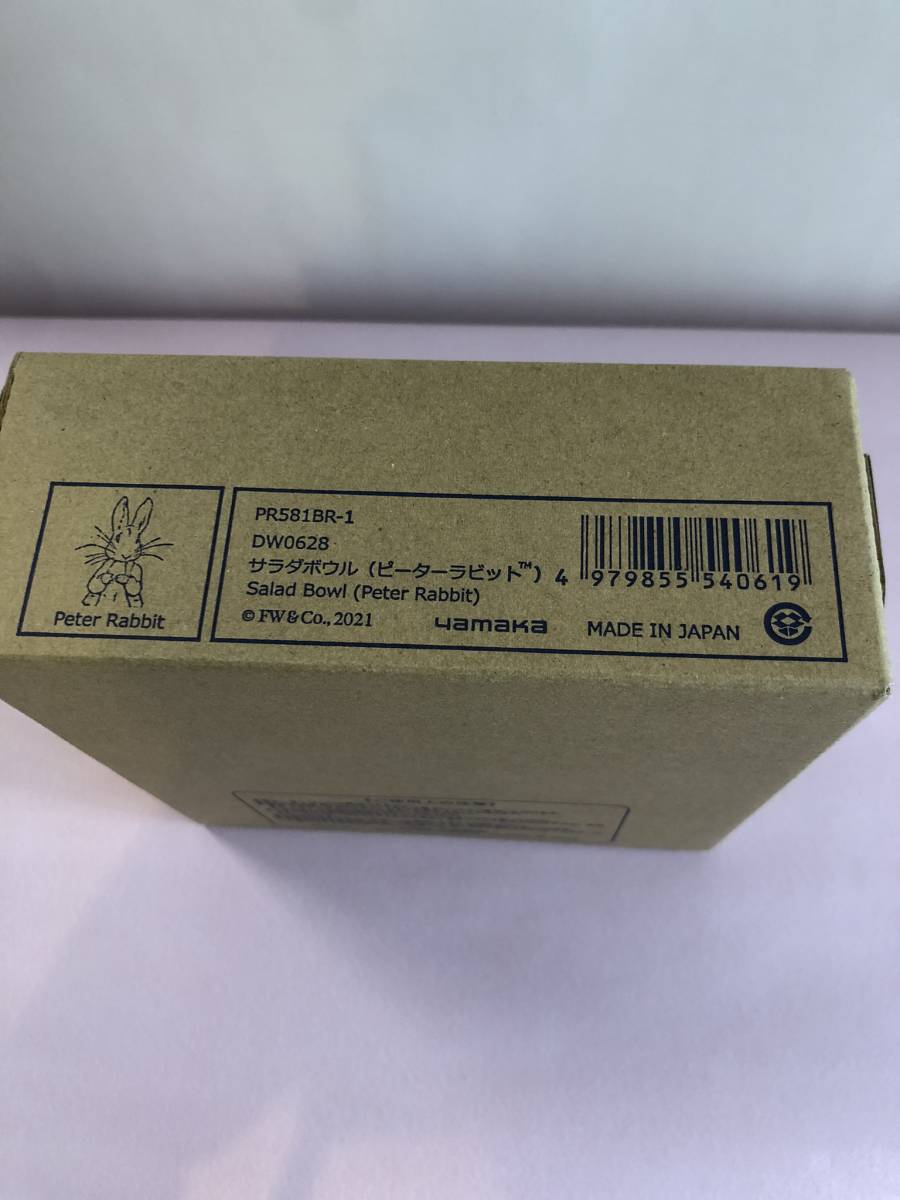 Peter Rabbit
PR581BR-1
DW0628
サラダボウル（ピーターラビット™）
Salad Bowl (Peter Rabbit)
© FW&Co., 2021
yamaka
MADE IN JAPAN
4 979855 540619